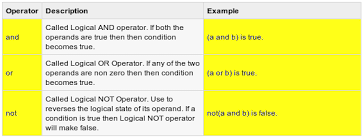 Operator Description Example
Called Logical AND operator. If both the
and operands are true then then condition (a and b) is true.
becomes true.
Called Logical OR Operator. If any of the two
or operands are non zero then then condition (a or b) is true.
becomes true.
Called Logical NOT Operator. Use to
reverses the logical state of its operand. If a
not condition is true then Logical NOT operator not(a and b) is false.
will make false.